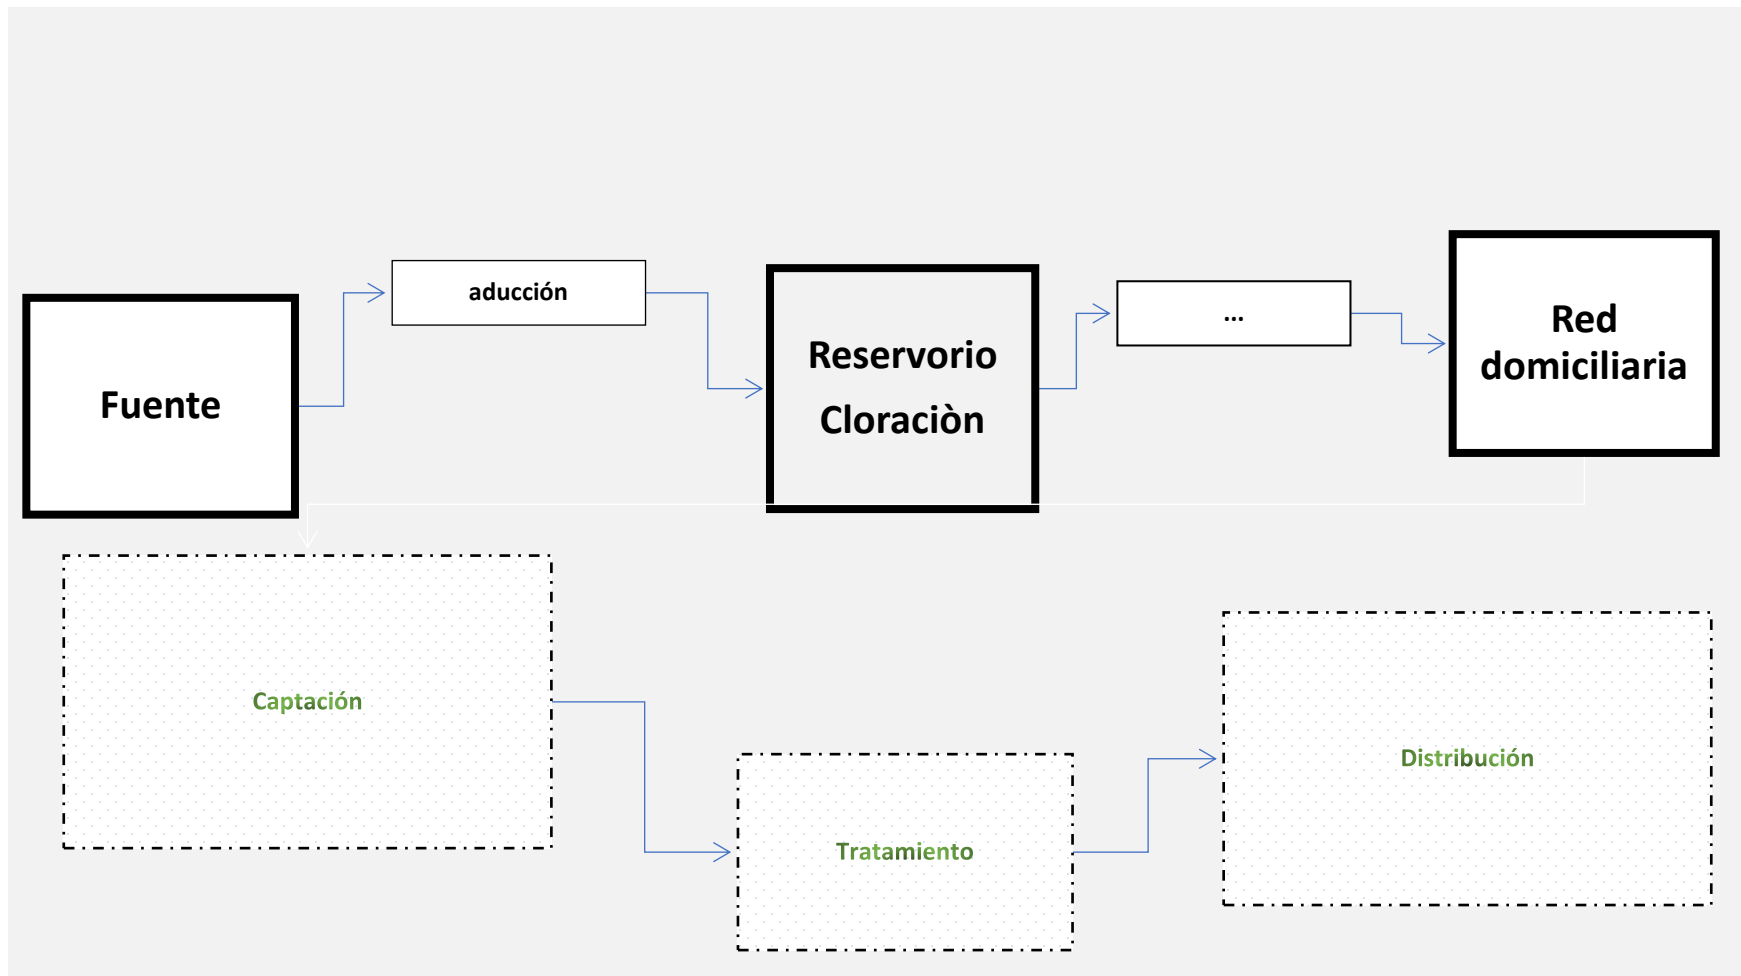 Fuente
aducción
Reservorio
Cloraciòn
...
Red
domiciliaria
Captación
Tratamiento
Distribución